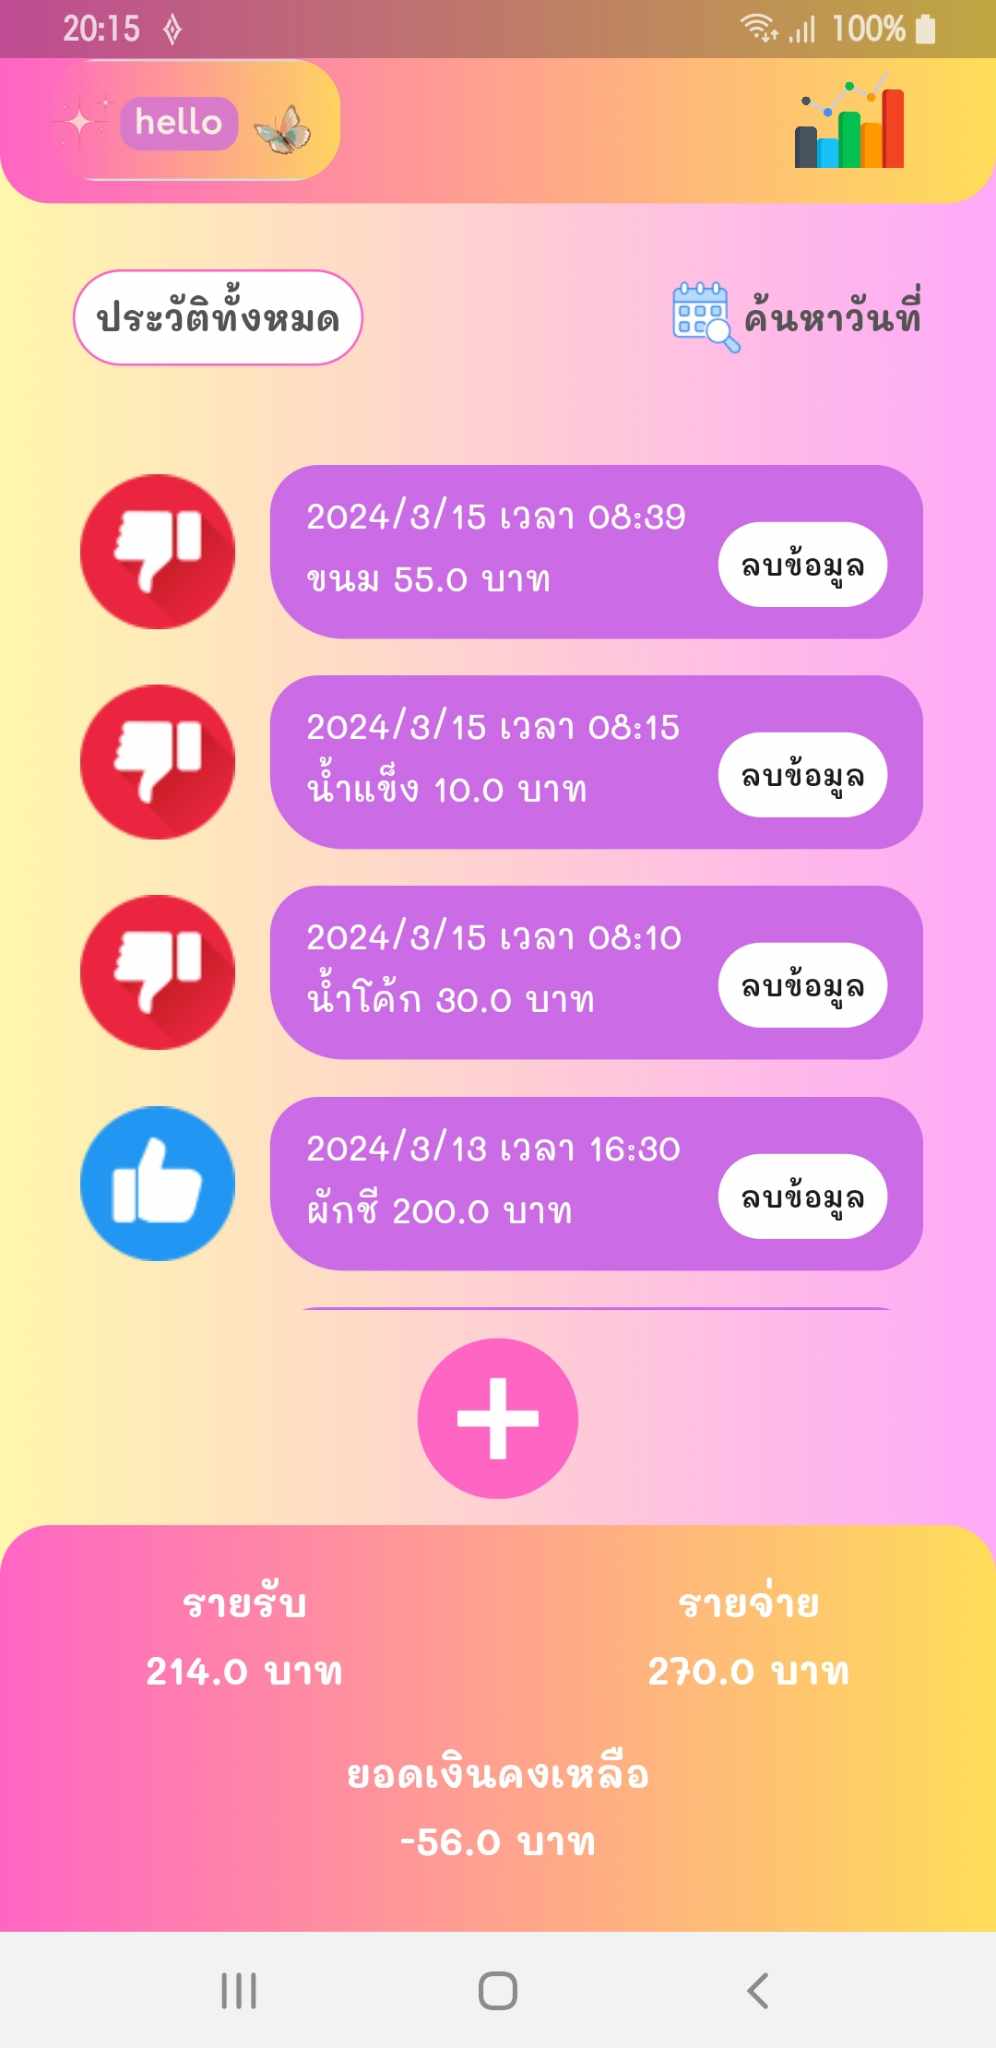 20:15 100%
hello
ประวัติทั้งหมด
ค้นหาวันที่
2024/3/15 เวลา 08:39
ขนม 55.0 บาท
ลบข้อมูล
2024/3/15 เวลา 08:15
น้ำแข็ง 10.0 บาท
ลบข้อมูล
2024/3/15 เวลา 08:10
น้ำโค้ก 30.0 บาท
ลบข้อมูล
2024/3/13 เวลา 16:30
ผักชี 200.0 บาท
ลบข้อมูล
รายรับ
214.0 บาท
รายจ่าย
270.0 บาท
ยอดเงินคงเหลือ
-56.0 บาท